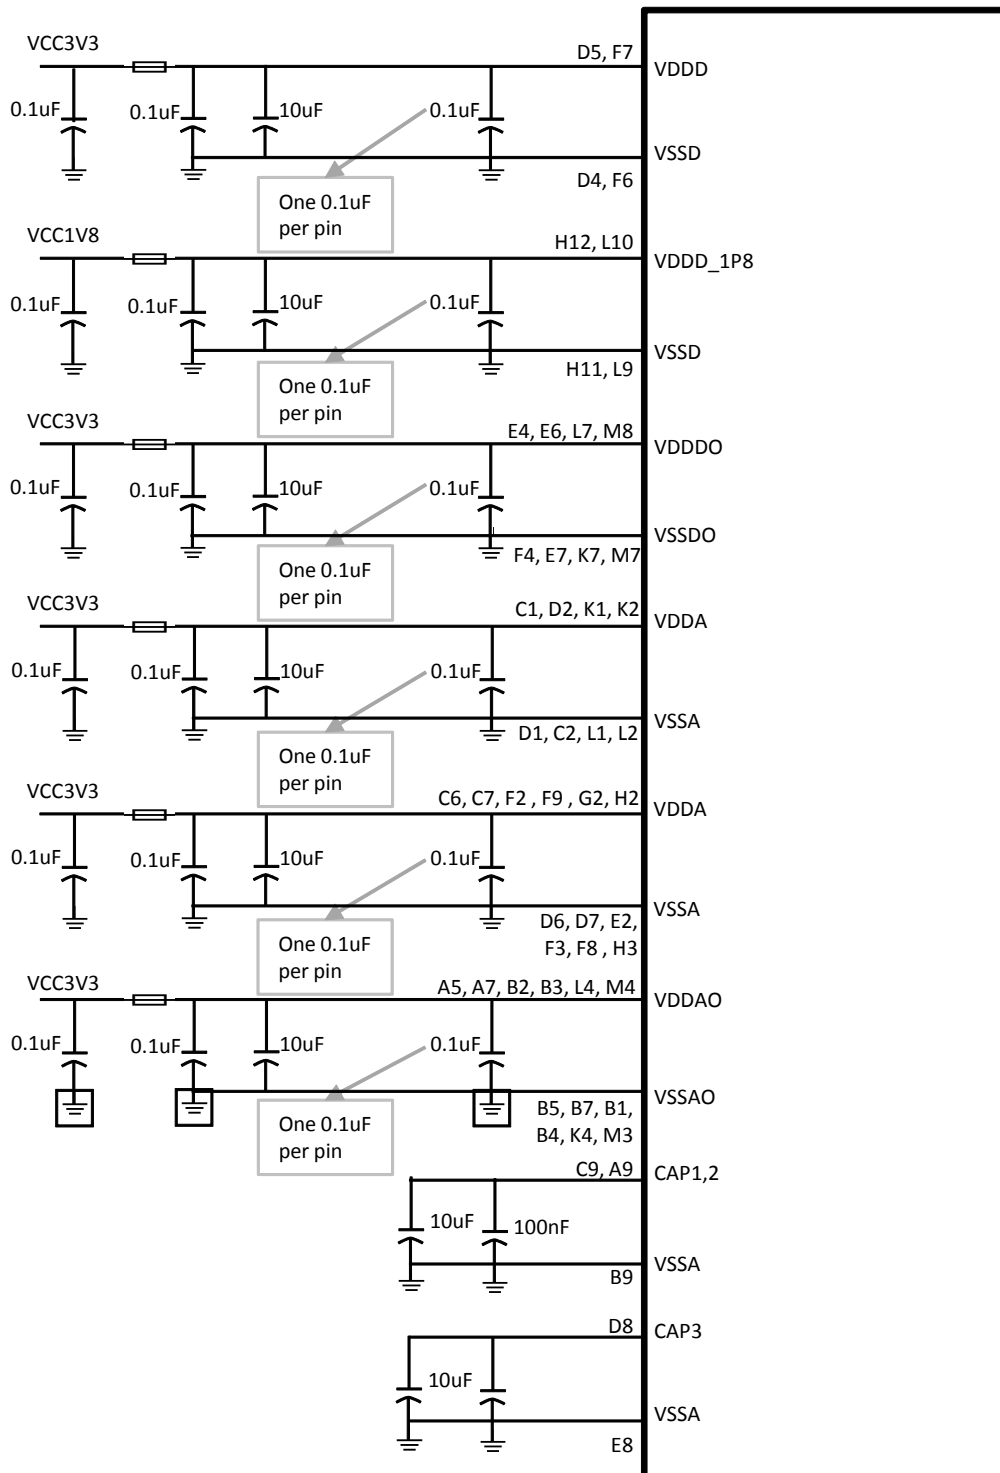 VCC3V3
D5, F7
VDDD
0.1uF
0.1uF
10uF
0.1uF
VSSD
D4, F6
One 0.1uF
per pin
VCC1V8
H12, L10
VDDD_1P8
0.1uF
0.1uF
10uF
0.1uF
VSSD
H11, L9
One 0.1uF
per pin
VCC3V3
E4, E6, L7, M8
VDDDO
0.1uF
0.1uF
10uF
0.1uF
VSSDO
F4, E7, K7, M7
One 0.1uF
per pin
VCC3V3
C1, D2, K1, K2
VDDA
0.1uF
0.1uF
10uF
0.1uF
VSSA
D1, C2, L1, L2
One 0.1uF
per pin
VCC3V3
C6, C7, F2 , F9 , G2, H2
VDDA
0.1uF
0.1uF
10uF
0.1uF
VSSA
D6, D7, E2,
F3, F8 , H3
One 0.1uF
per pin
VCC3V3
A5, A7, B2, B3, L4, M4
VDDAO
0.1uF
0.1uF
10uF
0.1uF
VSSAO
B5, B7, B1,
B4, K4, M3
One 0.1uF
per pin
C9, A9
CAP1,2
10uF
100nF
VSSA
B9
D8
CAP3
10uF
VSSA
E8